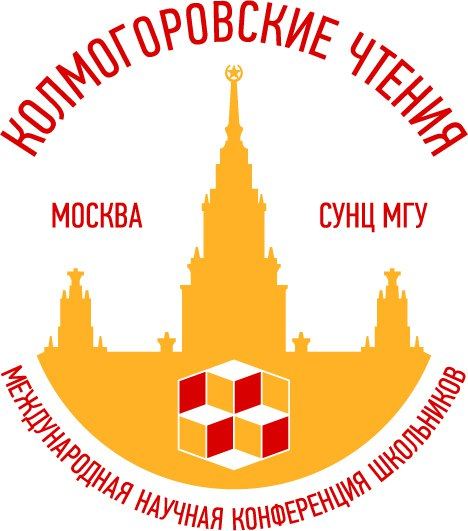 КОЛМОГОРОВСКИЕ ЧТЕНИЯ
МОСКВА
СУНЦ МГУ
МЕЖДУНАРОДНАЯ НАУЧНАЯ КОНФЕРЕНЦИЯ ШКОЛЬНИКОВ